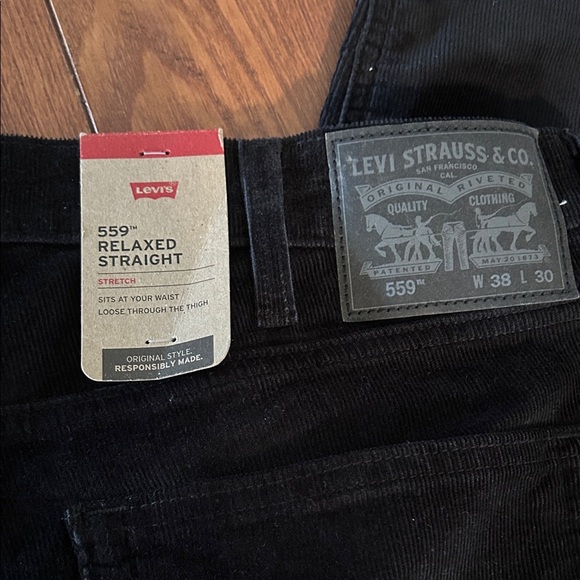 Levi's
559™
RELAXED
STRAIGHT
STRETCH
SITS AT YOUR WAIST
LOOSE THROUGH THE THIGH
ORIGINAL STYLE.
RESPONSIBLY MADE.
LEVI STRAUSS & CO.
SAN FRANCISCO
CAL.
ORIGINAL RIVETED
QUALITY CLOTHING
PATENTED MAY 20 1873
559™ W 38 L 30